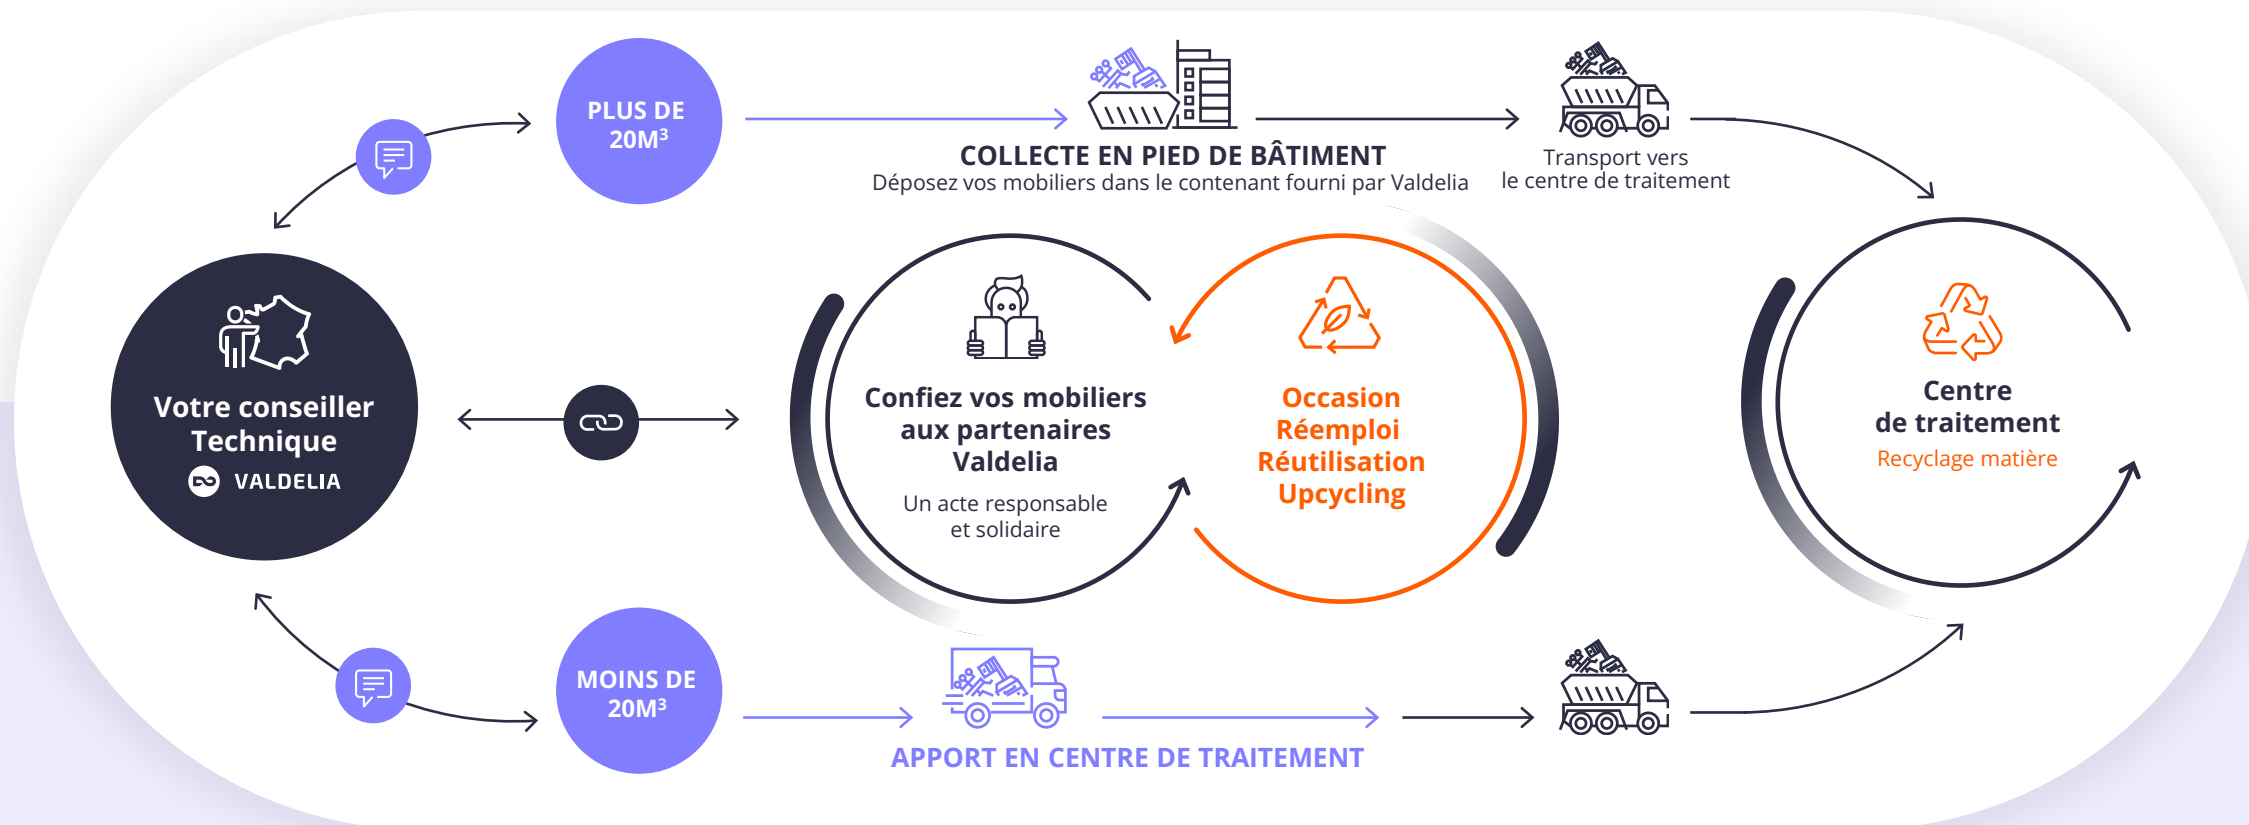 PLUS DE
20M³
COLLECTE EN PIED DE BÂTIMENT
Déposez vos mobiliers dans le contenant fourni par Valdelia
Transport vers
le centre de traitement
Votre conseiller
Technique
VALDELIA
Confiez vos mobiliers
aux partenaires
Valdelia
Un acte responsable
et solidaire
Occasion
Réemploi
Réutilisation
Upcycling
Centre
de traitement
Recyclage matière
MOINS DE
20M³
APPORT EN CENTRE DE TRAITEMENT